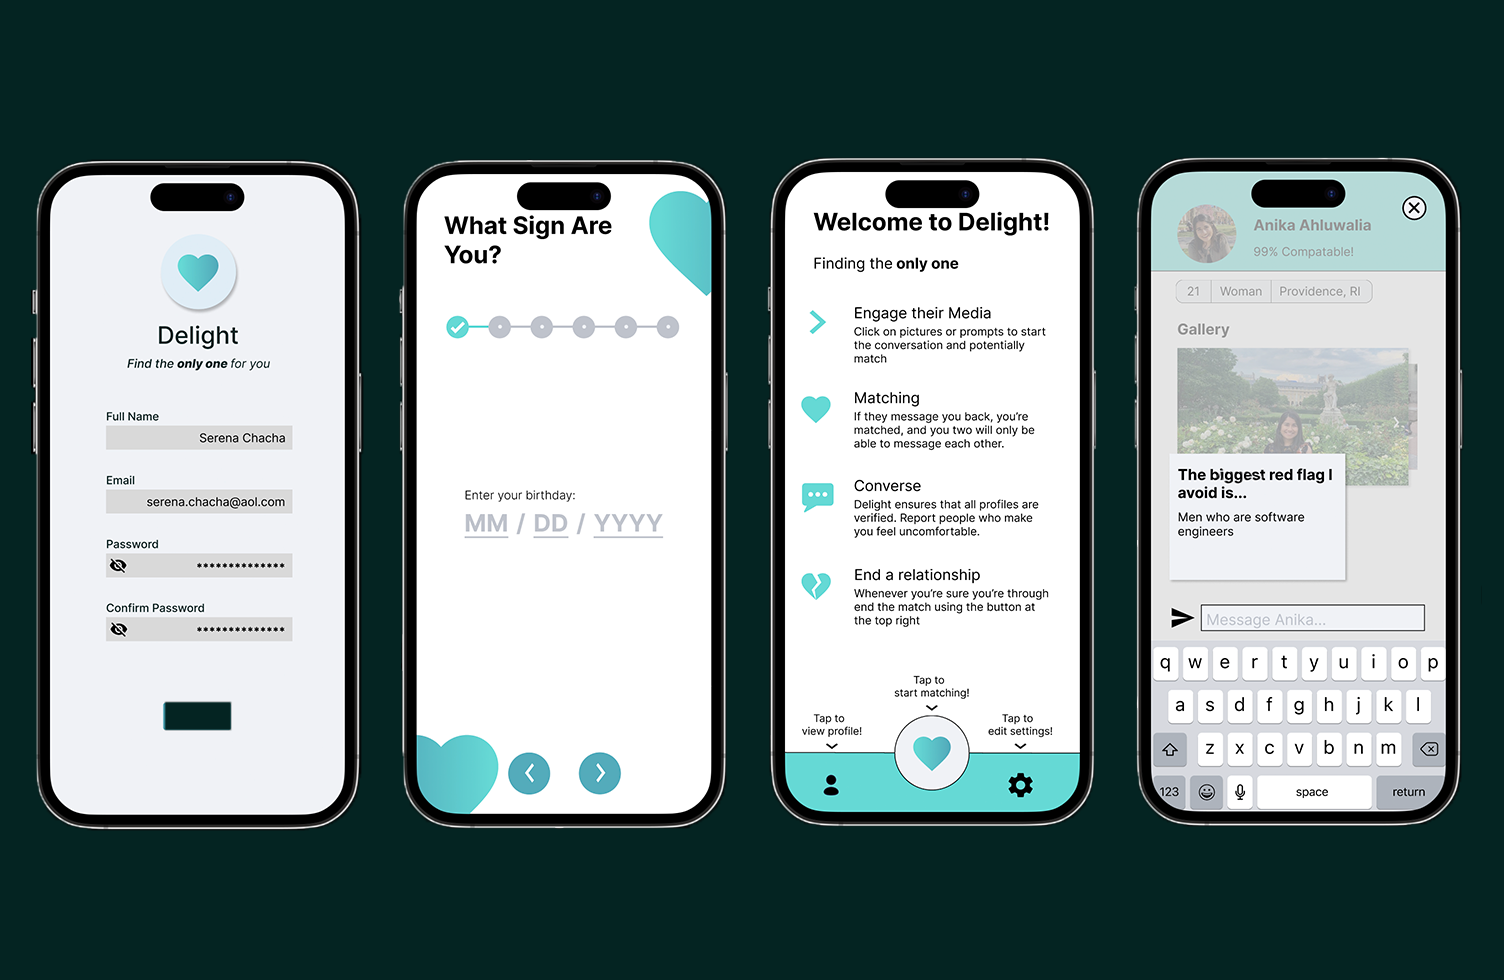 Delight
Find the only one for you
Full Name
Serena Chacha
Email
serena.chacha@aol.com
Password
**************
Confirm Password
**************
What Sign Are
You?
Enter your birthday:
MM / DD / YYYY
Welcome to Delight!
Finding the only one
Engage their Media
Click on pictures or prompts to start
the conversation and potentially
match
Matching
If they message you back, you're
matched, and you two will only be
able to message each other.
Converse
Delight ensures that all profiles are
verified. Report people who make
you feel uncomfortable.
End a relationship
Whenever you're sure you're through
end the match using the button at
the top right
Tap to
start matching!
Tap to
view profile!
Tap to
edit settings!
Anika Ahluwalia
99% Compatable!
21 Woman Providence, RI
Gallery
The biggest red flag I
avoid is...
Men who are software
engineers
Message Anika...
q w e r t y u i o p
a s d f g h j k l
z x c v b n m
123 space return